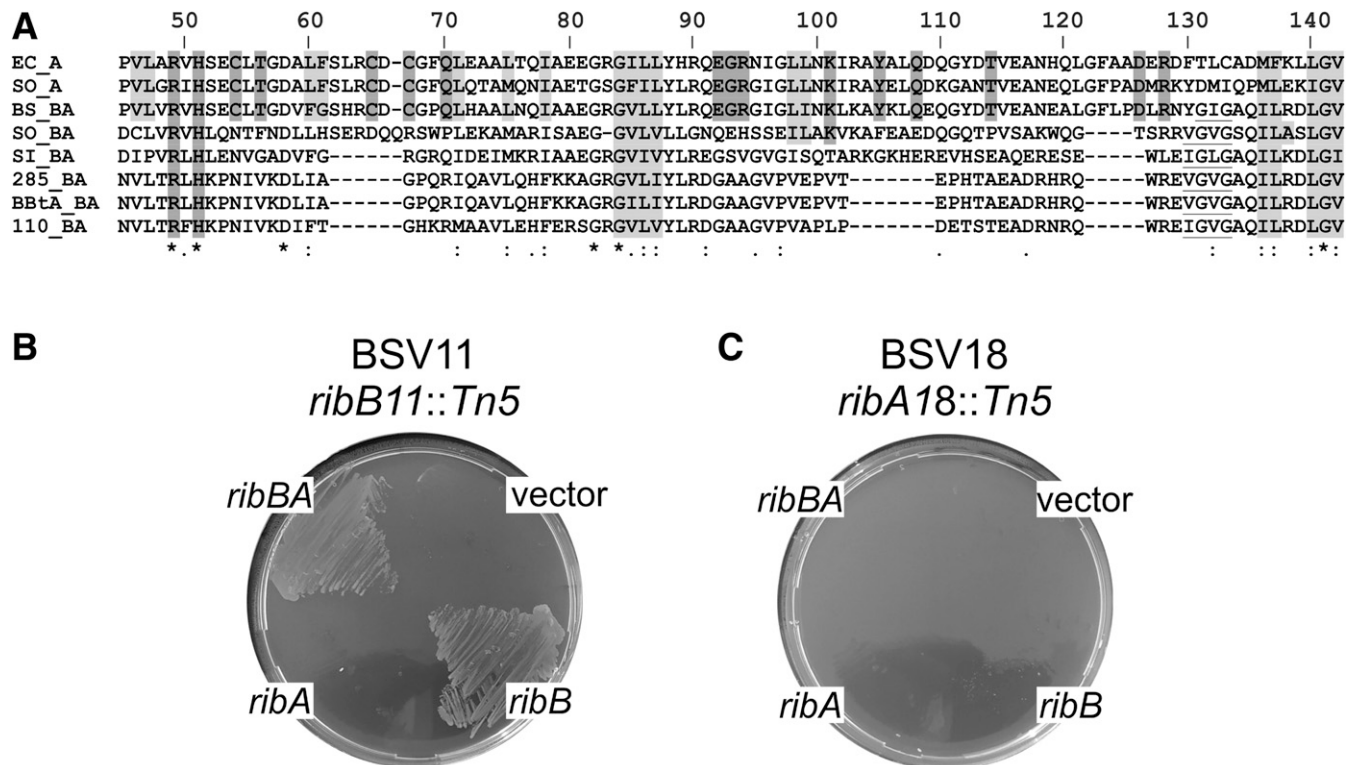 A
50 60 70 80 90 100 110 120 130 140
EC_A PVLARVHSECLTGDALFSLRCD-CGFQLEAALTQIAEEGRGILLYHRQEGRNIGLLNKIRAYALQDQGYDTVEANHQLGFAADERDFTLCADMFKLLGV
SO_A PVLGRIHSECLTGDALFSLRCD-CGFQLQTAMQNIAETGSGFILYLRQEGRGIGLLNKIRAYELQDKGANTVEANEQLGFPADMRKYDMIQPMLEKIGV
BS_BA PVLVRVHSECLTGDVFGSHRCD-CGPQLHAALNQIAEEGRGILLYLRQEGRGIGLINKLKAYKLQEQGYDTVEANEALGFLPDLRNYGIGAQILRDLGV
SO_BA DCLVRVHLQNTFNDLLHSERDQQRSWPLEKAMARISAEG-GVLVLLGNQEHSSEILAKVKAFEAEDQGQTPVSAKWQG----TSRRVGVGSQILASLGV
SI_BA DIPVRLHLENVGADVFG------RGRQIDEIMKRIAAEGRGVIVYLREGSVGVGISQTARKGKHEREVHSEAQERESE-----WLEIGLGAQILKDLGI
285_BA NVLTRLHKPNIVKDLIA------GPQRIQAVLQHFKKAGRGVLIYLRDGAAGVPVEPVT------EPHTAEADRHRQ-----WREVGVGAQILRDLGV
BBtA_BA NVLTRLHKPNIVKDLIA------GPQRIQAVLQHFKKAGRGVLIYLRDGAAGVPVEPVT------EPHTAEADRHRQ-----WREVGVGAQILRDLGV
110_BA NVLTRFHKPNIVKDIFT------GHKRMAAVLEHFERSGRGVLVYLRDGAAGVPVAPLP------DETSTEADRNRQ-----WREIGVGAQILRDLGV
*.* * : : . .: * *.:: : . : . . : :: :*:
B
BSV11
ribB11::Tn5
ribBA
vector
ribA
ribB
C
BSV18
ribA18::Tn5
ribBA
vector
ribA
ribB